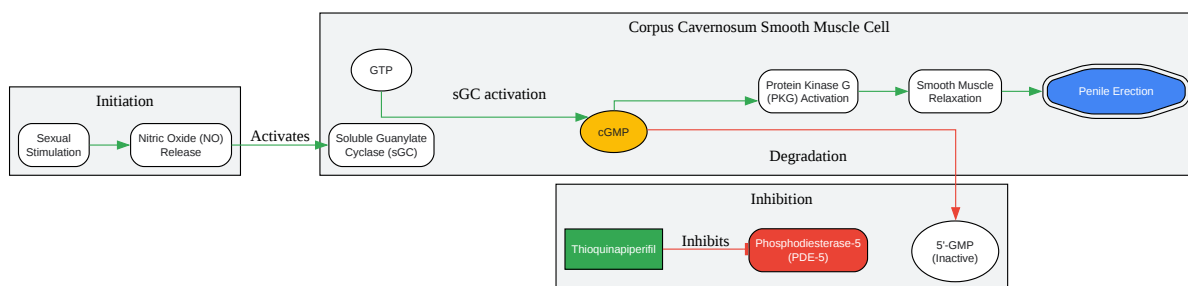 Corpus Cavernosum Smooth Muscle Cell
GTP
sGC activation
Protein Kinase G
(PKG) Activation
Smooth Muscle
Relaxation
Penile Erection
Initiation
Sexual
Stimulation
Nitric Oxide (NO)
Release
Activates
Soluble Guanylate
Cyclase (sGC)
cGMP
Degradation
Inhibition
Thioquinapiperifil
Inhibits
Phosphodiesterase-5
(PDE-5)
5'-GMP
(Inactive)